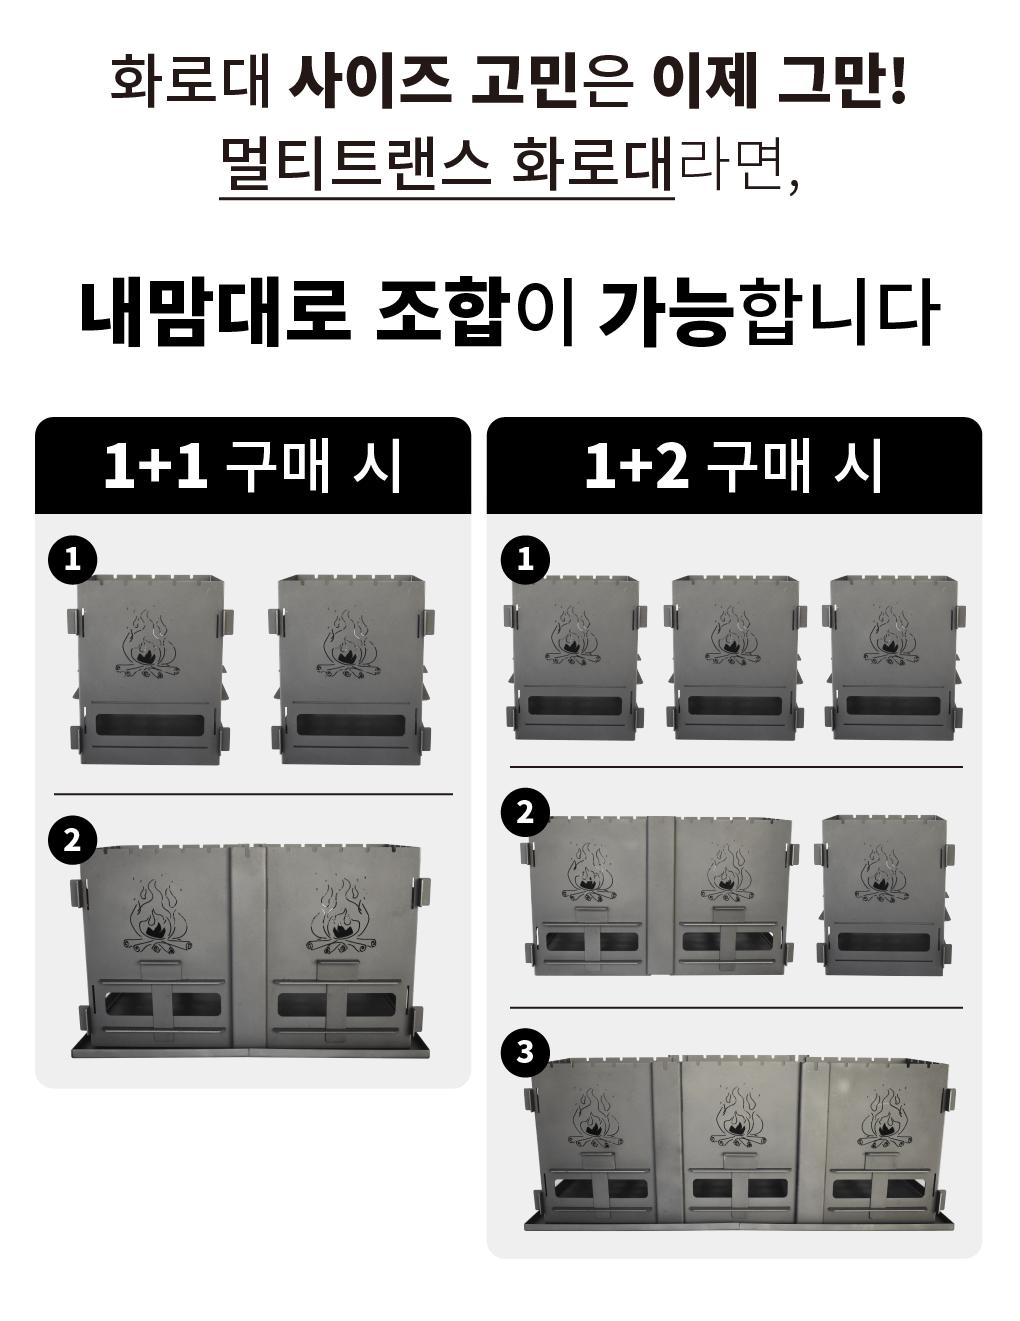 화로대 사이즈 고민은 이제 그만!
멀티트랜스 화로대라면,
내맘대로 조합이 가능합니다
1+1 구매 시
1
2
1+2 구매 시
1
2
3